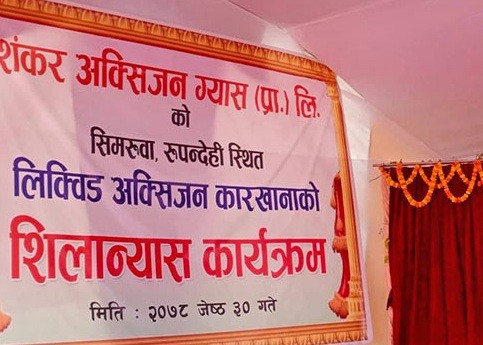 शंकर अक्सिजन ग्यास (प्रा.) लि.
को
सिमरुवा, रुपन्देही स्थित
लिक्विड अक्सिजन कारखानाको
शिलान्यास कार्यक्रम
मिति : २०७८ जेष्ठ ३० गते